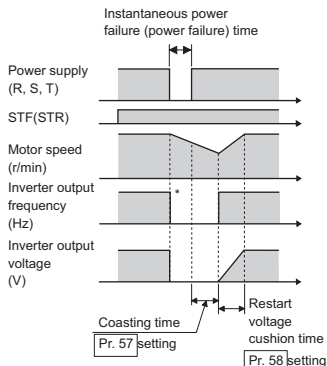 Instantaneous power
failure (power failure) time
Power supply
(R, S, T)
STF(STR)
Motor speed
(r/min)
Inverter output
frequency
(Hz)
*
Inverter output
voltage
(V)
Coasting time
Pr. 57 setting
Restart
voltage
cushion time
Pr. 58 setting